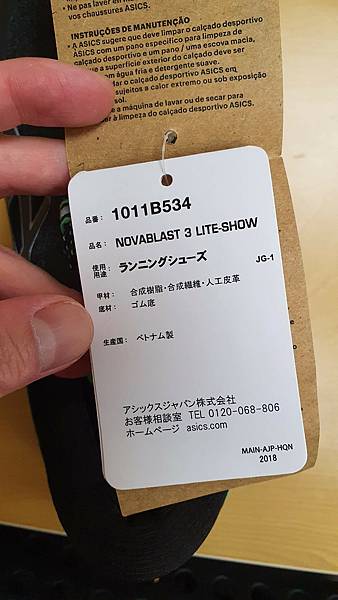 • Ne pas laver en
vos chaussures ASICS.
INSTRUÇÕES DE MANUTENÇÃO
• A ASICS sugere que deve limpar o calçado desportivo
ASICS com um pano específico para limpeza de
calçado desportivo e um pano / uma escova macia,
a superfície exterior do calçado deve ser
com água fria e detergente suave.
o calçado desportivo ASICS em
sujeitos a calor extremo ou sob exposição
sol.
a máquina de lavar ou de secar para
à limpeza do calçado desportivo ASICS.
品番: 1011B534
品名: NOVABLAST 3 LITE-SHOW
使用用途: ランニングシューズ JG-1
甲材: 合成樹脂・合成繊維・人工皮革
底材: ゴム底
生産国: ベトナム製
アシックスジャパン株式会社
お客様相談室 TEL 0120-068-806
ホームページ asics.com
MAIN-AJP-HQN
2018